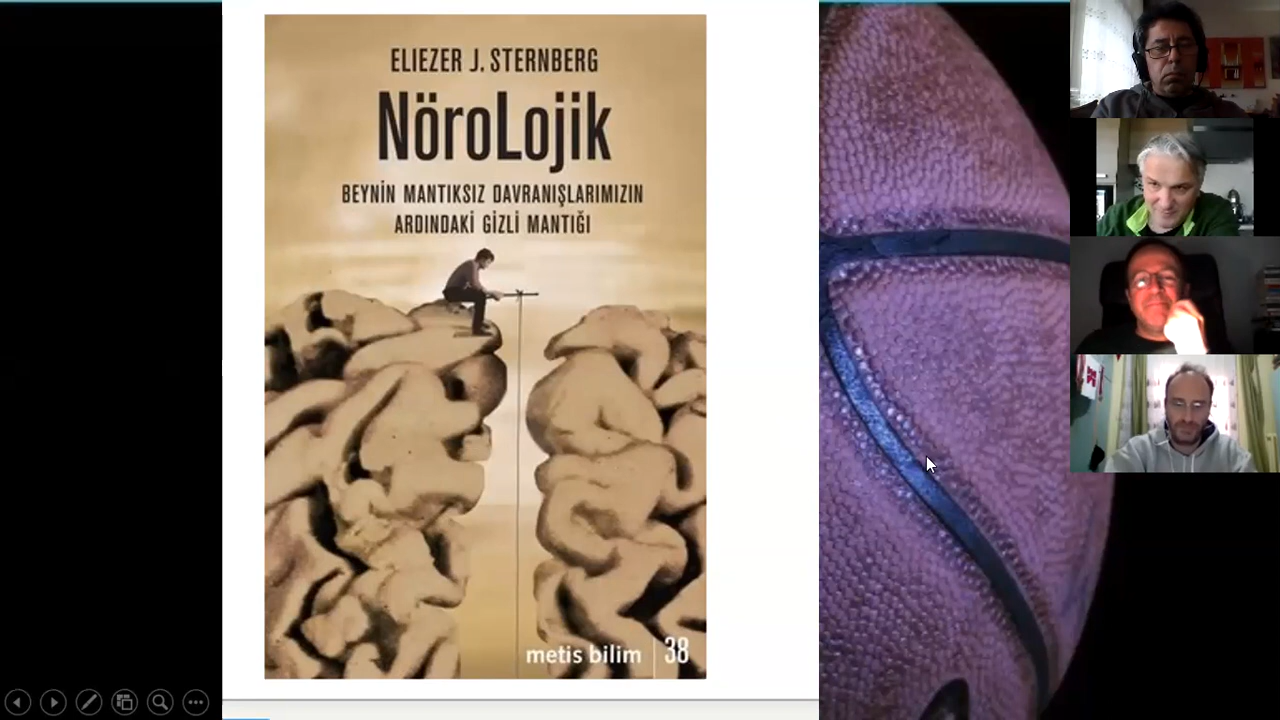 ELIEZER J. STERNBERG
NöroLojik
BEYNİN MANTIKSIZ DAVRANIŞLARIMIZIN
ARDINDAKİ GİZLİ MANTIĞI
metis bilim | 38